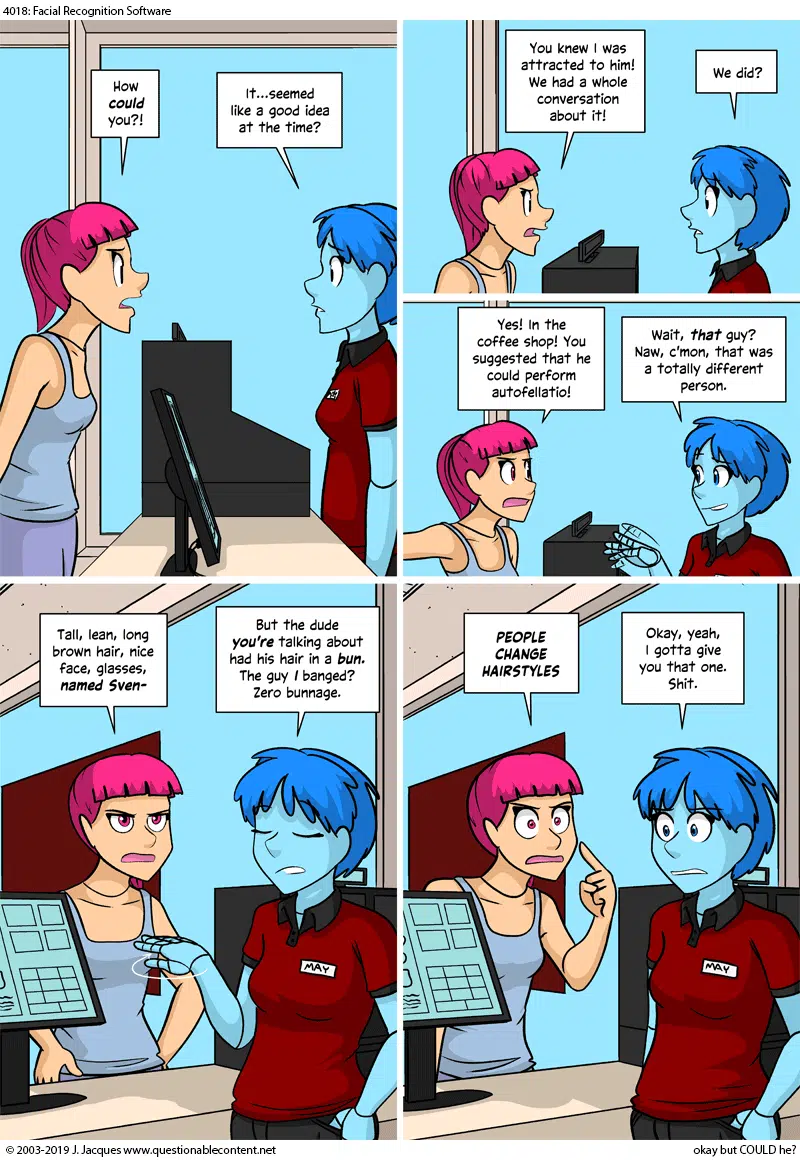 4018: Facial Recognition Software
How
could
you?!
It...seemed
like a good idea
at the time?
You knew I was
attracted to him!
We had a whole
conversation
about it!
We did?
Yes! In the
coffee shop! You
suggested that he
could perform
autofellatio!
Wait, that guy?
Naw, c'mon, that was
a totally different
person.
Tall, lean, long
brown hair, nice
face, glasses,
named Sven-
But the dude
you're talking about
had his hair in a bun.
The guy I banged?
Zero bunnage.
MAY
PEOPLE
CHANGE
HAIRSTYLES
Okay, yeah,
I gotta give
you that one.
Shit.
MAY
© 2003-2019 J. Jacques www.questionablecontent.net
okay but COULD he?